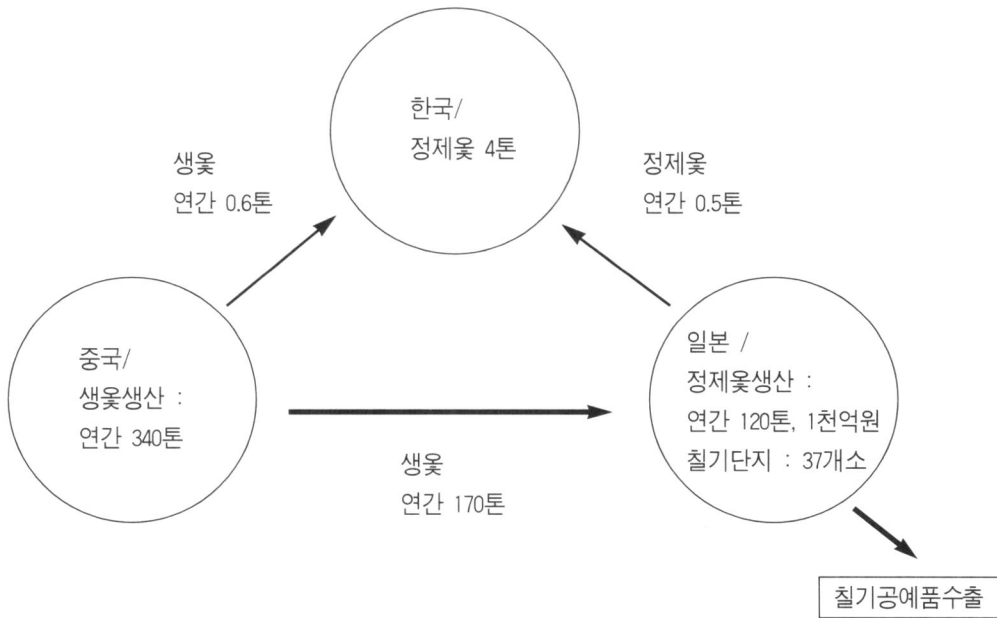 한국/
정제옻 4톤
생옻
연간 0.6톤
정제옻
연간 0.5톤
중국/
생옻생산 :
연간 340톤
생옻
연간 170톤
일본 /
정제옻생산 :
연간 120톤, 1천억원
칠기단지 : 37개소
칠기공예품수출